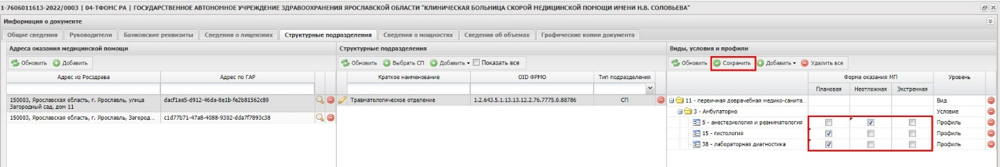 1-7606011613-2022/0003 | 04-ТФОМС РА | ГОСУДАРСТВЕННОЕ АВТОНОМНОЕ УЧРЕЖДЕНИЕ ЗДРАВООХРАНЕНИЯ ЯРОСЛАВСКОЙ ОБЛАСТИ "КЛИНИЧЕСКАЯ БОЛЬНИЦА СКОРОЙ МЕДИЦИНСКОЙ ПОМОЩИ ИМЕНИ Н.В. СОЛОВЬЕВА"
Информация о документе
Общие сведения Руководители Банковские реквизиты Сведения о лицензиях Структурные подразделения Сведения о мощностях Сведения об объемах Графические копии документа
Адреса оказания медицинской помощи
Обновить Добавить
Адрес из Росздрава Адрес по ГАР
150003, Ярославская область, г. Ярославль, улица Загородный сад, дом 11 dacf1ae5-d912-46da-8e1b-fe2b81562c89
150003, Ярославская область, г. Ярославль, Загород... c1d77b71-47a8-4088-9302-dda7f7893c38
Структурные подразделения
Обновить Выбрать СП Добавить Показать все
Краткое наименование OID ФРМО Тип подразделения
Травматологическое отделение 1.2.643.5.1.13.13.12.2.76.7775.0.88786 СП
Виды, условия и профили
Обновить Сохранить Добавить Удалить все
Форма оказания МП Уровень
Плановая Неотложная Экстренная
11 - первичная доврачебная медико-санита... Вид
3 - Амбулаторно Условие
5 - анестезиология и реаниматология Профиль
15 - гистология Профиль
38 - лабораторная диагностика Профиль